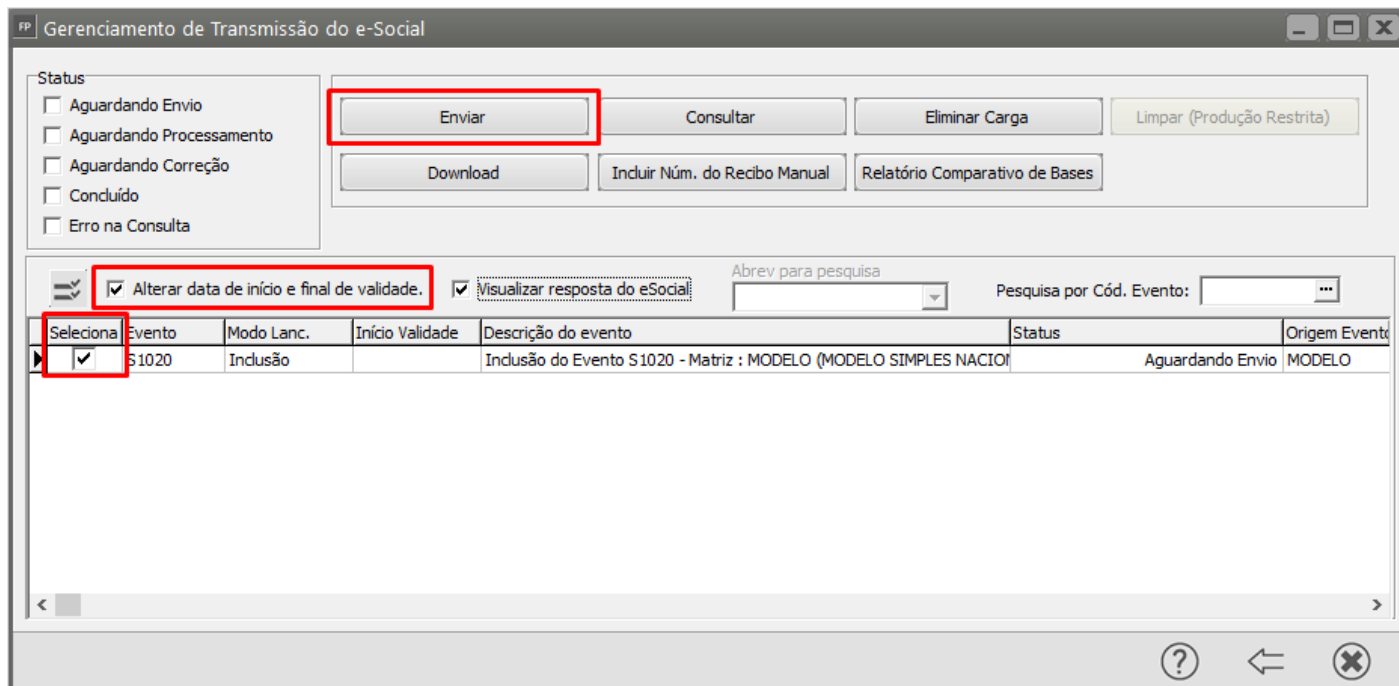 FP Gerenciamento de Transmissão do e-Social
Status
Aguardando Envio
Aguardando Processamento
Aguardando Correção
Concluído
Erro na Consulta
Enviar Consultar Eliminar Carga Limpar (Produção Restrita)
Download Incluir Núm. do Recibo Manual Relatório Comparativo de Bases
Abrev para pesquisa
Alterar data de início e final de validade. Visualizar resposta do eSocial Pesquisa por Cód. Evento: ...
Seleciona Evento Modo Lanc. Início Validade Descrição do evento Status Origem Evento
S1020 Inclusão Inclusão do Evento S1020 - Matriz : MODELO (MODELO SIMPLES NACION Aguardando Envio MODELO